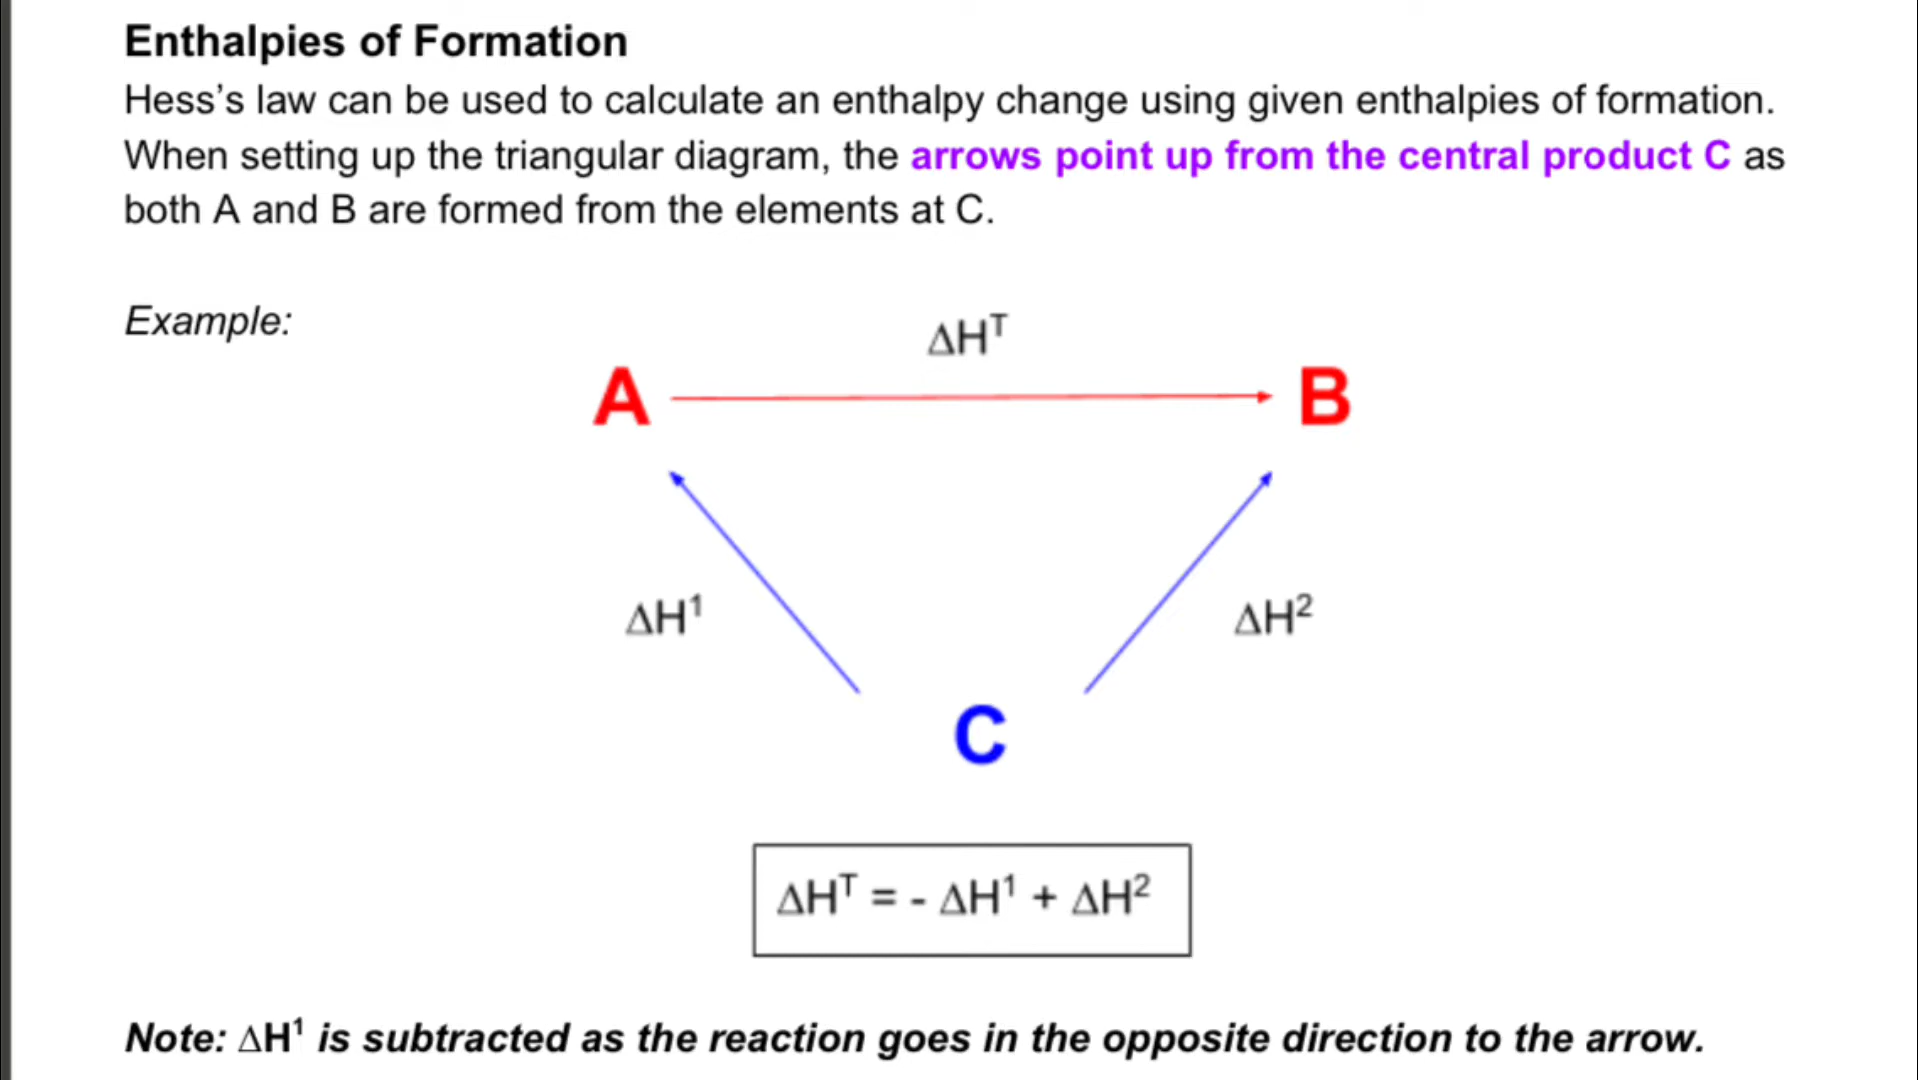 Enthalpies of Formation
Hess’s law can be used to calculate an enthalpy change using given enthalpies of formation.
When setting up the triangular diagram, the arrows point up from the central product C as
both A and B are formed from the elements at C.
Example:
ΔHᵀ
A
B
ΔH¹
ΔH²
C
ΔHᵀ = - ΔH¹ + ΔH²
Note: ΔH¹ is subtracted as the reaction goes in the opposite direction to the arrow.